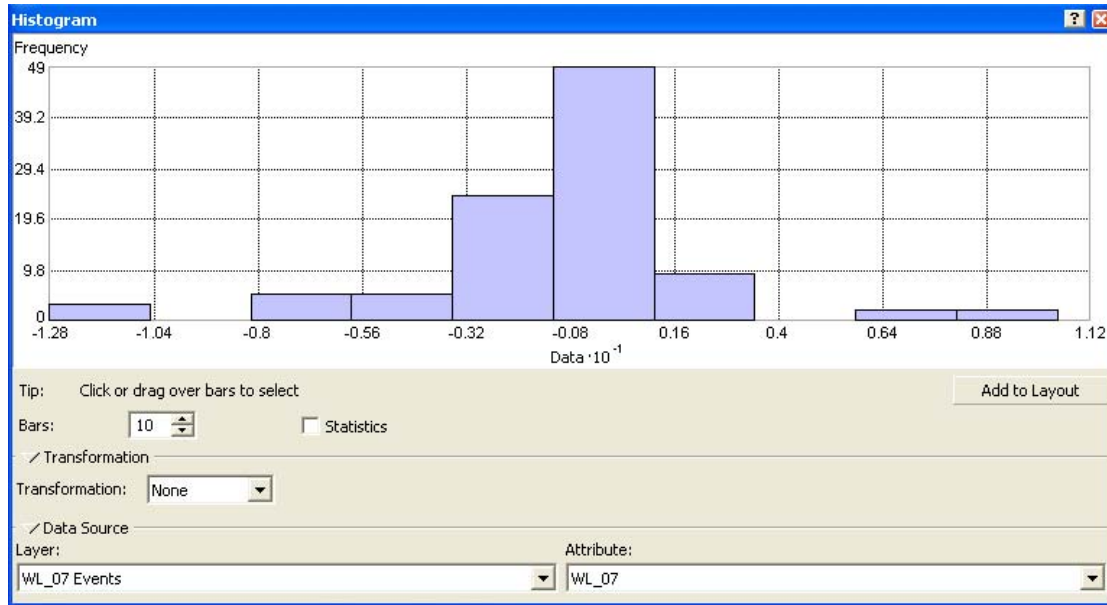 Histogram
?
Frequency
49
39.2
29.4
19.6
9.8
0
-1.28 -1.04 -0.8 -0.56 -0.32 -0.08 0.16 0.4 0.64 0.88 1.12
Data · 10⁻¹
Tip: Click or drag over bars to select
Add to Layout
Bars: 10 Statistics
Transformation
Transformation: None
Data Source
Layer: Attribute:
WL_07 Events WL_07